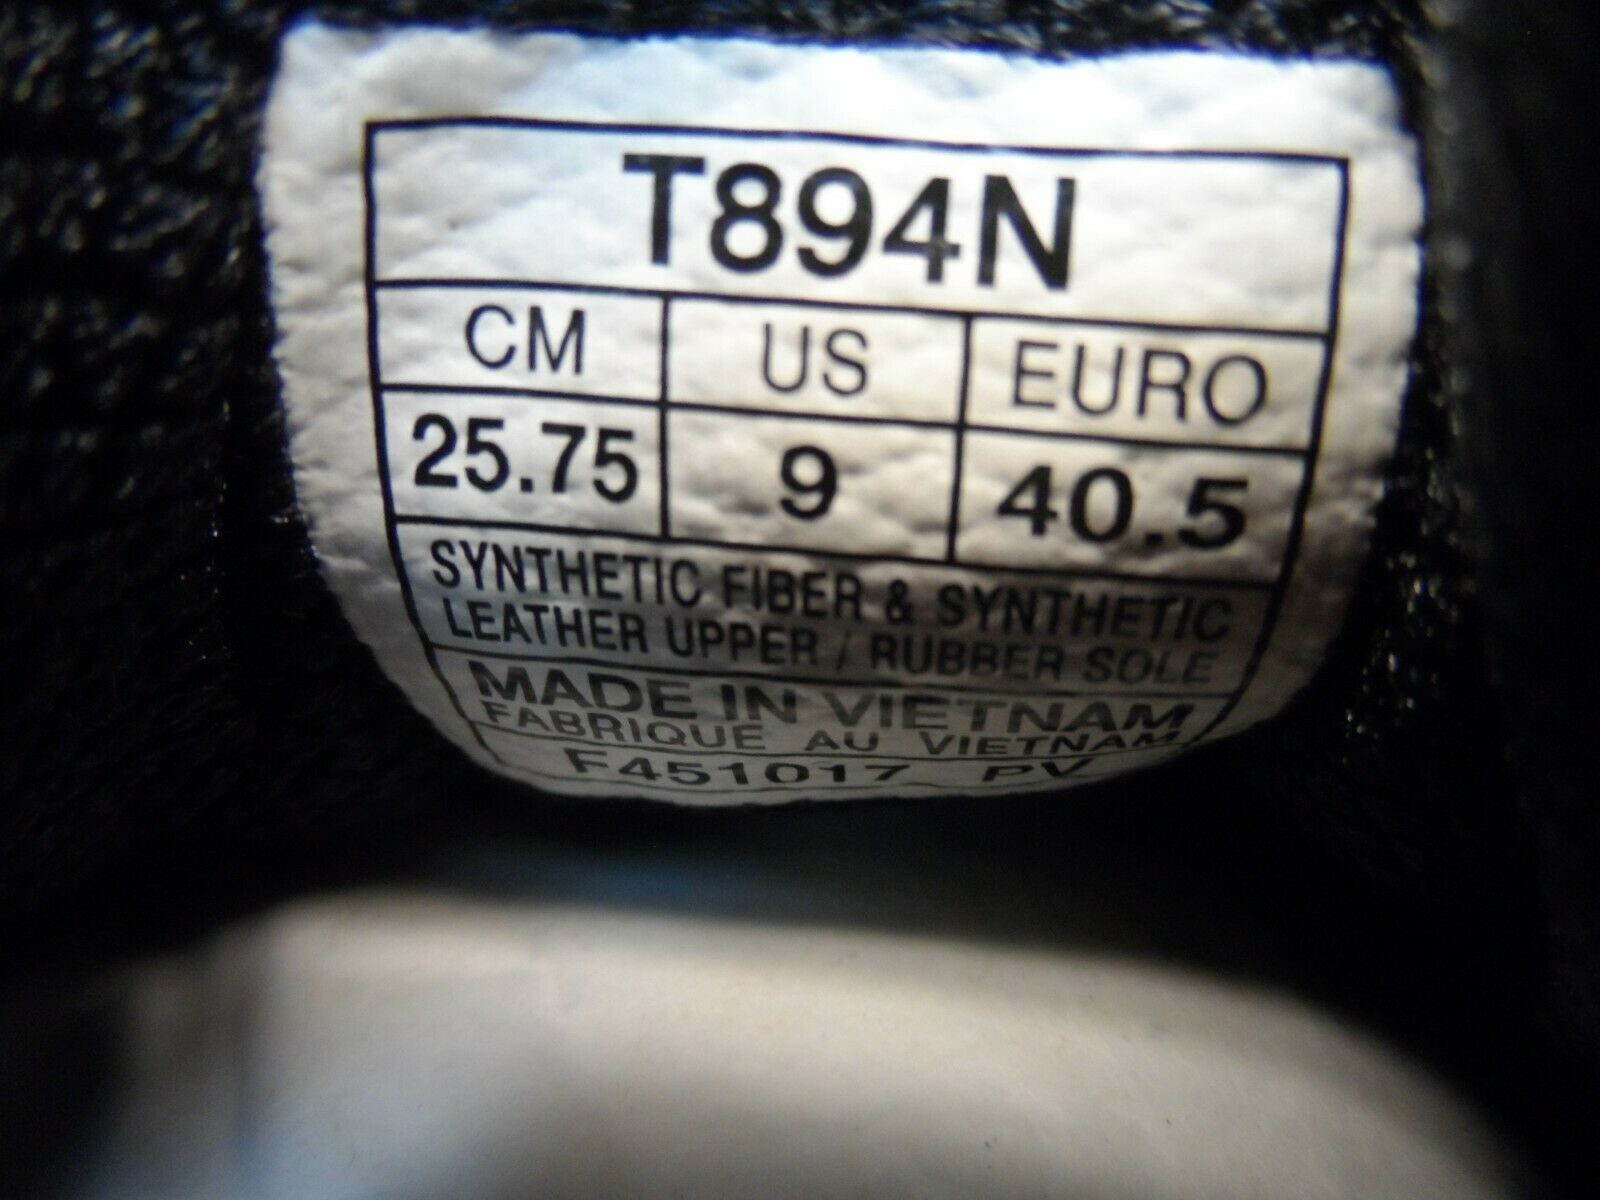 T894N
CM US EURO
25.75 9 40.5
SYNTHETIC FIBER & SYNTHETIC
LEATHER UPPER / RUBBER SOLE
MADE IN VIETNAM
FABRIQUE AU VIETNAM
F451017 PV